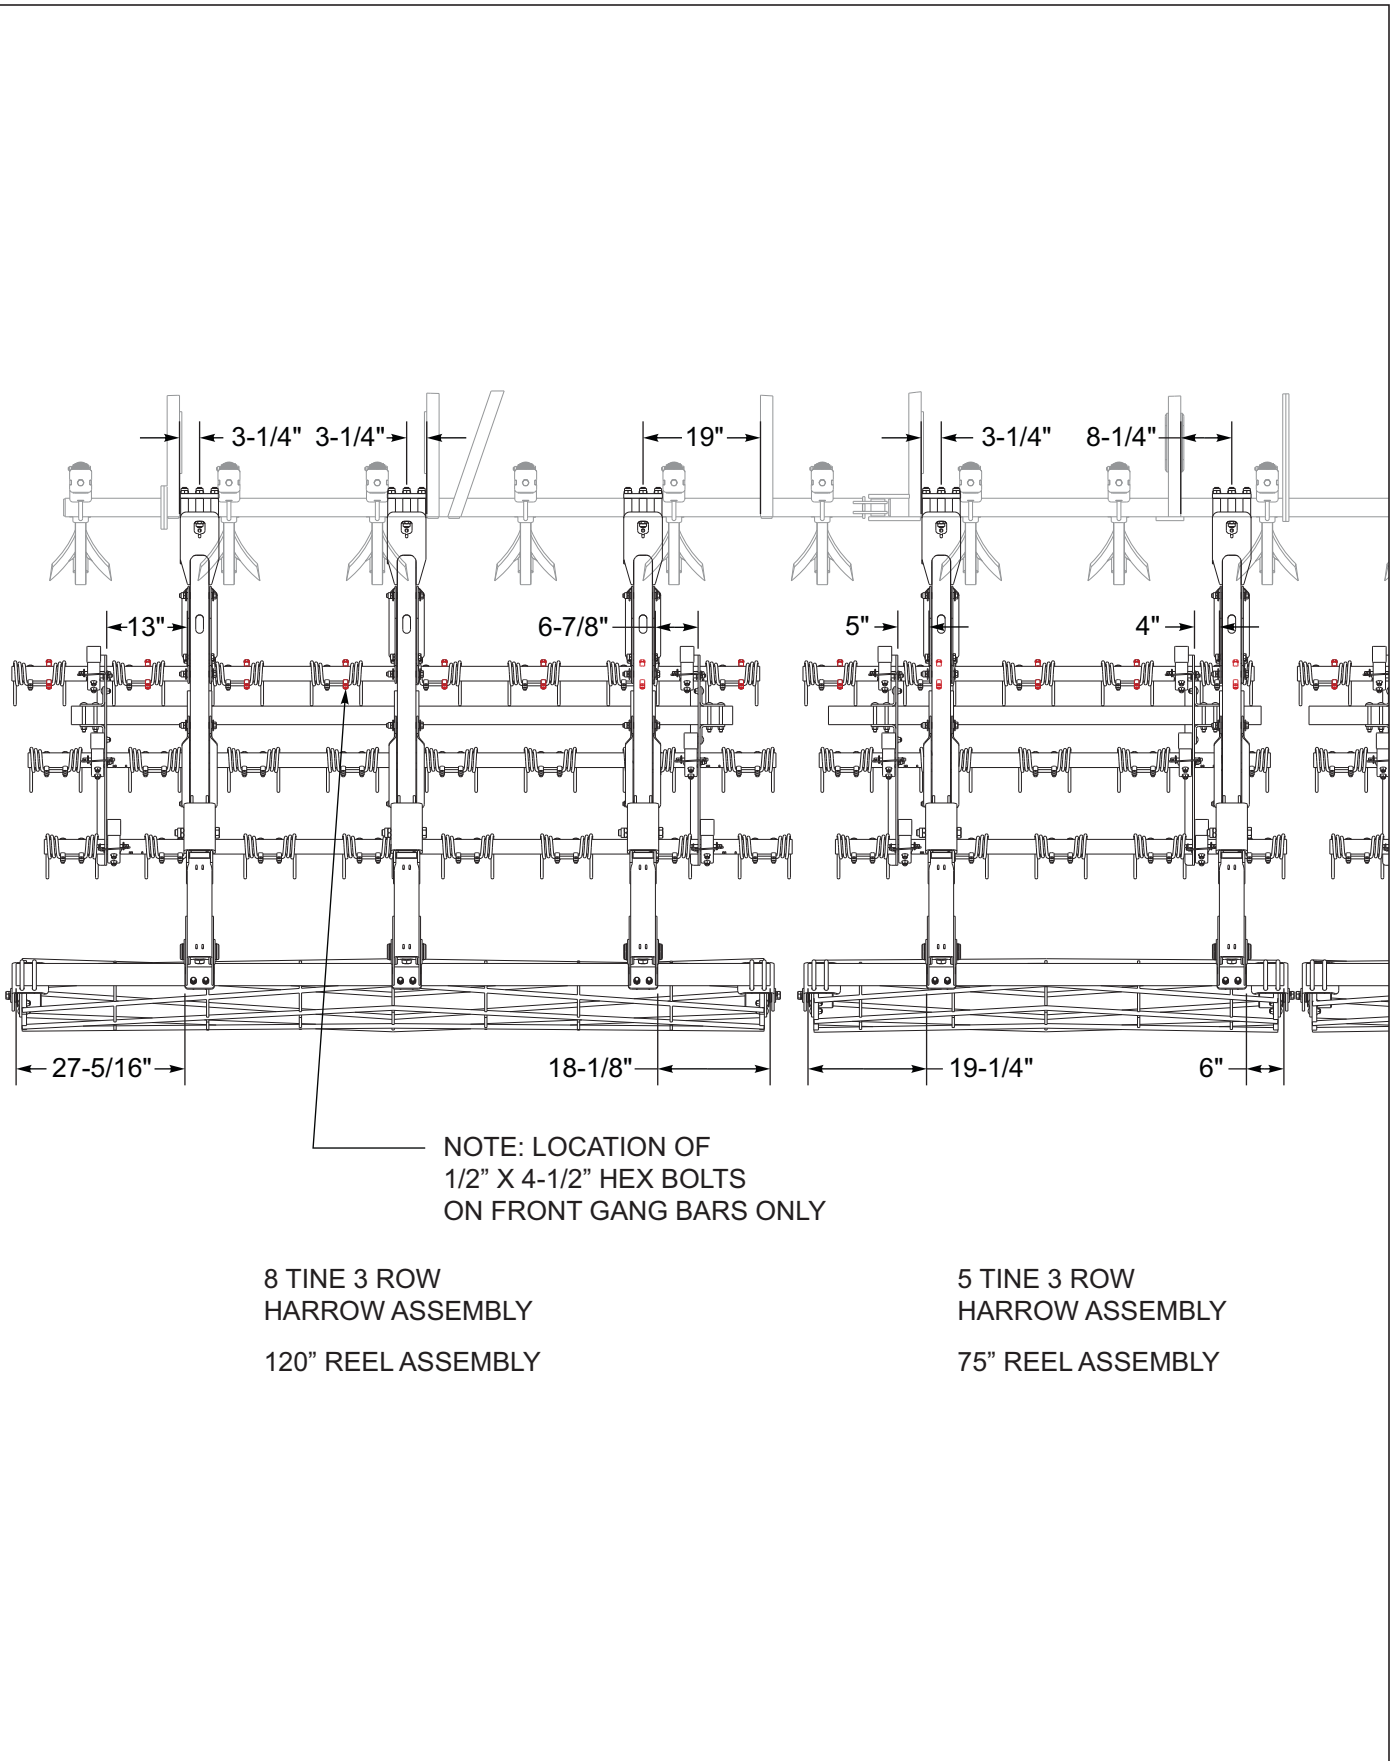 3-1/4" 3-1/4" 19" 3-1/4" 8-1/4"
13" 6-7/8" 5" 4"
27-5/16" 18-1/8" 19-1/4" 6"
NOTE: LOCATION OF
1/2” X 4-1/2” HEX BOLTS
ON FRONT GANG BARS ONLY
8 TINE 3 ROW
HARROW ASSEMBLY
120” REEL ASSEMBLY
5 TINE 3 ROW
HARROW ASSEMBLY
75” REEL ASSEMBLY